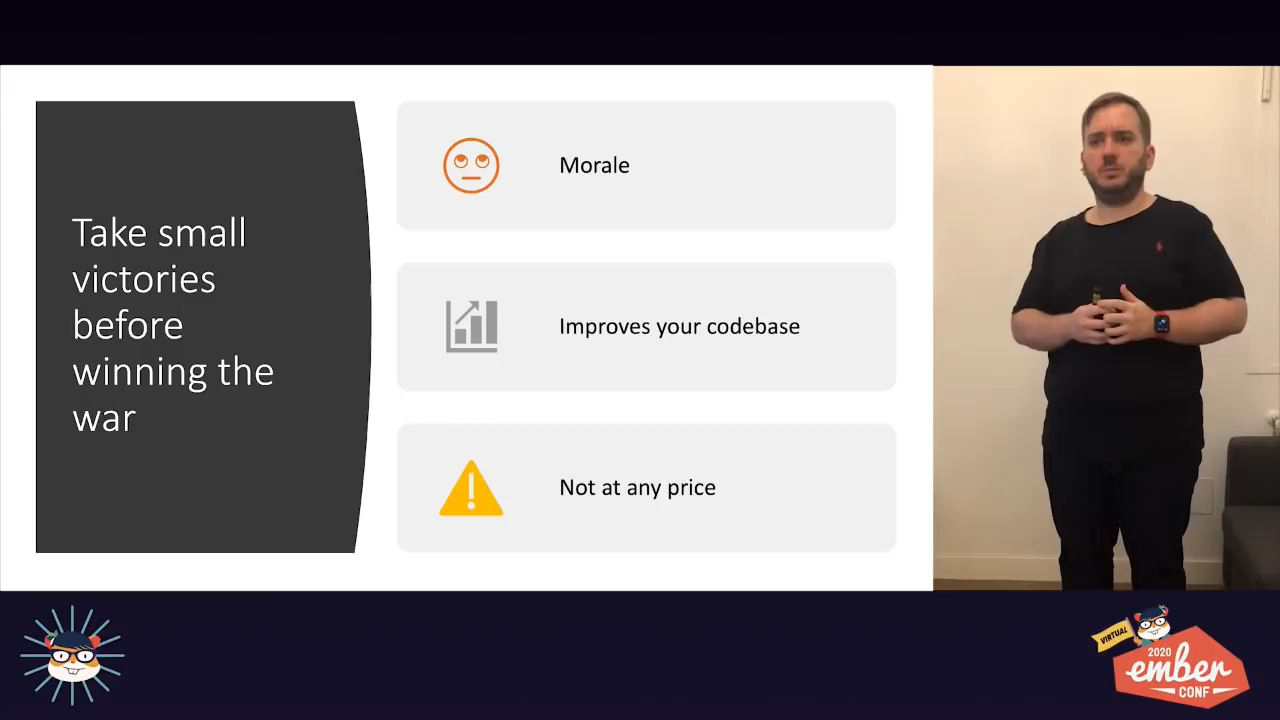 Take small
victories
before
winning the
war
Morale
Improves your codebase
Not at any price
VIRTUAL
2020
ember
CONF